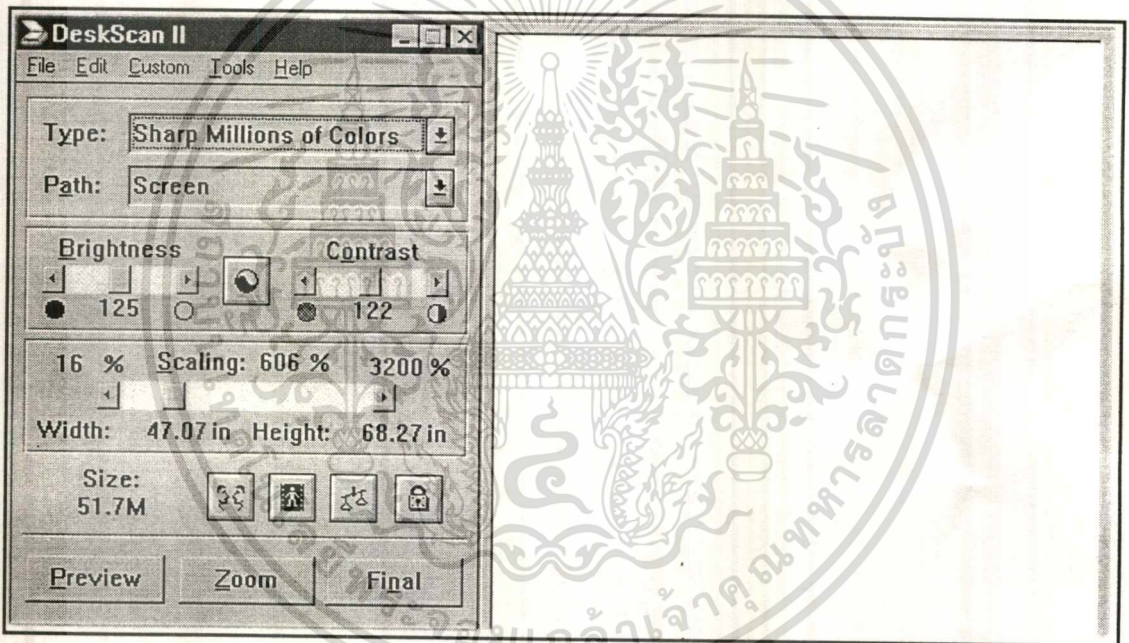 DeskScan II
File Edit Custom Tools Help
Type: Sharp Millions of Colors
Path: Screen
Brightness Contrast
125 122
16 % Scaling: 606 % 3200 %
Width: 47.07 in Height: 68.27 in
Size:
51.7M
Preview Zoom Final